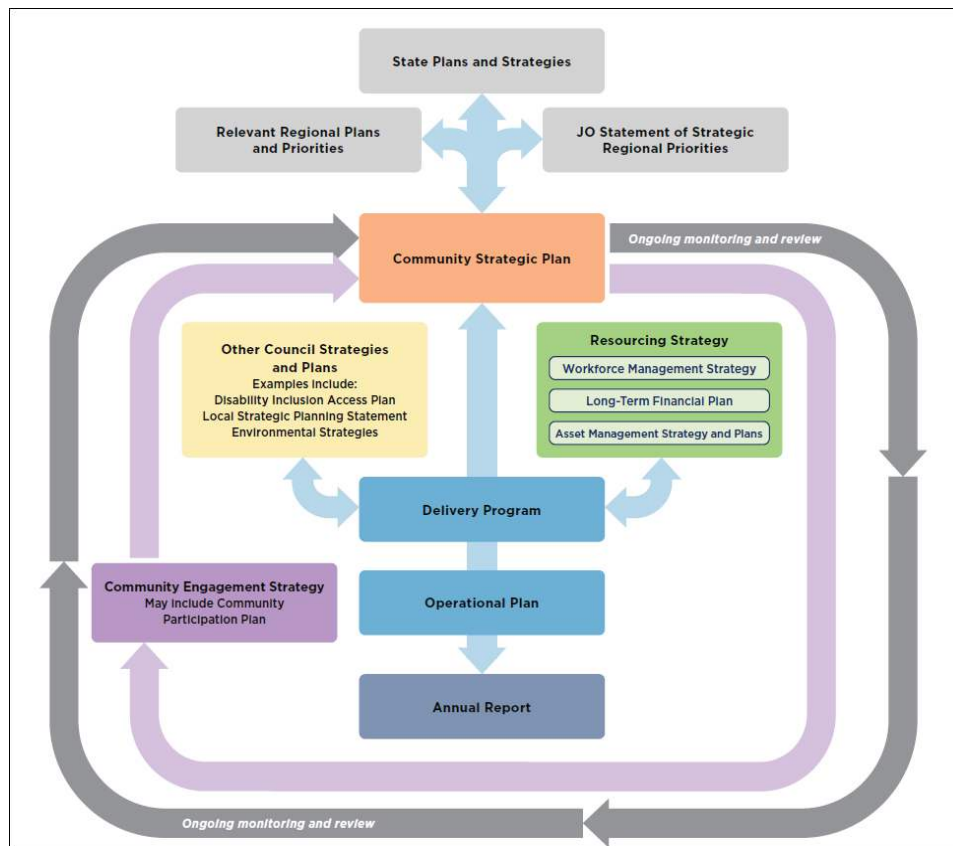 State Plans and Strategies
Relevant Regional Plans
and Priorities
JO Statement of Strategic
Regional Priorities
Community Strategic Plan
Ongoing monitoring and review
Other Council Strategies
and Plans
Examples include:
Disability Inclusion Access Plan
Local Strategic Planning Statement
Environmental Strategies
Resourcing Strategy
Workforce Management Strategy
Long-Term Financial Plan
Asset Management Strategy and Plans
Delivery Program
Community Engagement Strategy
May include Community
Participation Plan
Operational Plan
Annual Report
Ongoing monitoring and review